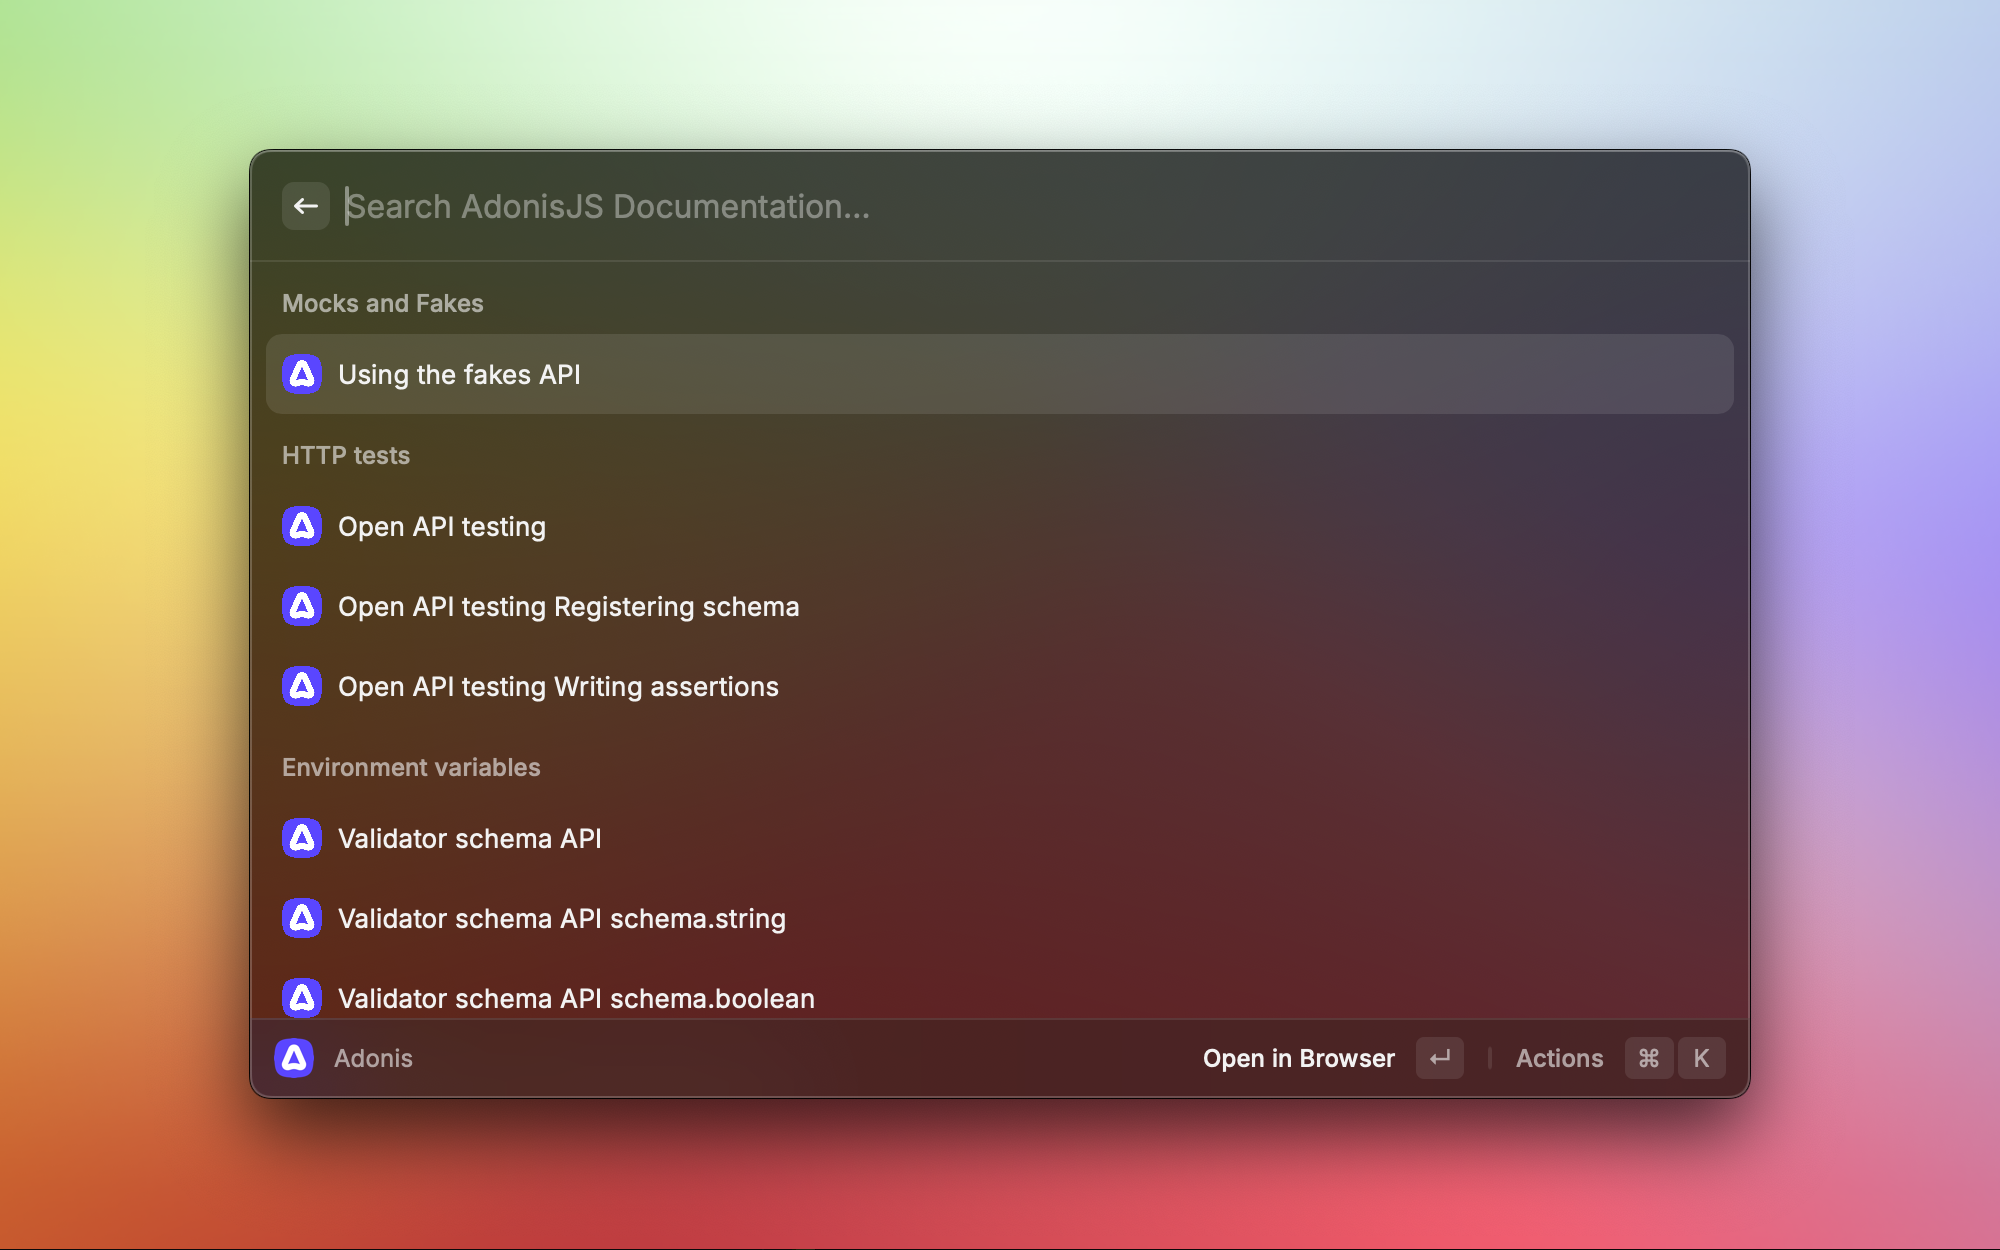 Search AdonisJS Documentation...
Mocks and Fakes
Using the fakes API
HTTP tests
Open API testing
Open API testing Registering schema
Open API testing Writing assertions
Environment variables
Validator schema API
Validator schema API schema.string
Validator schema API schema.boolean
Adonis
Open in Browser ↵ | Actions ⌘ K